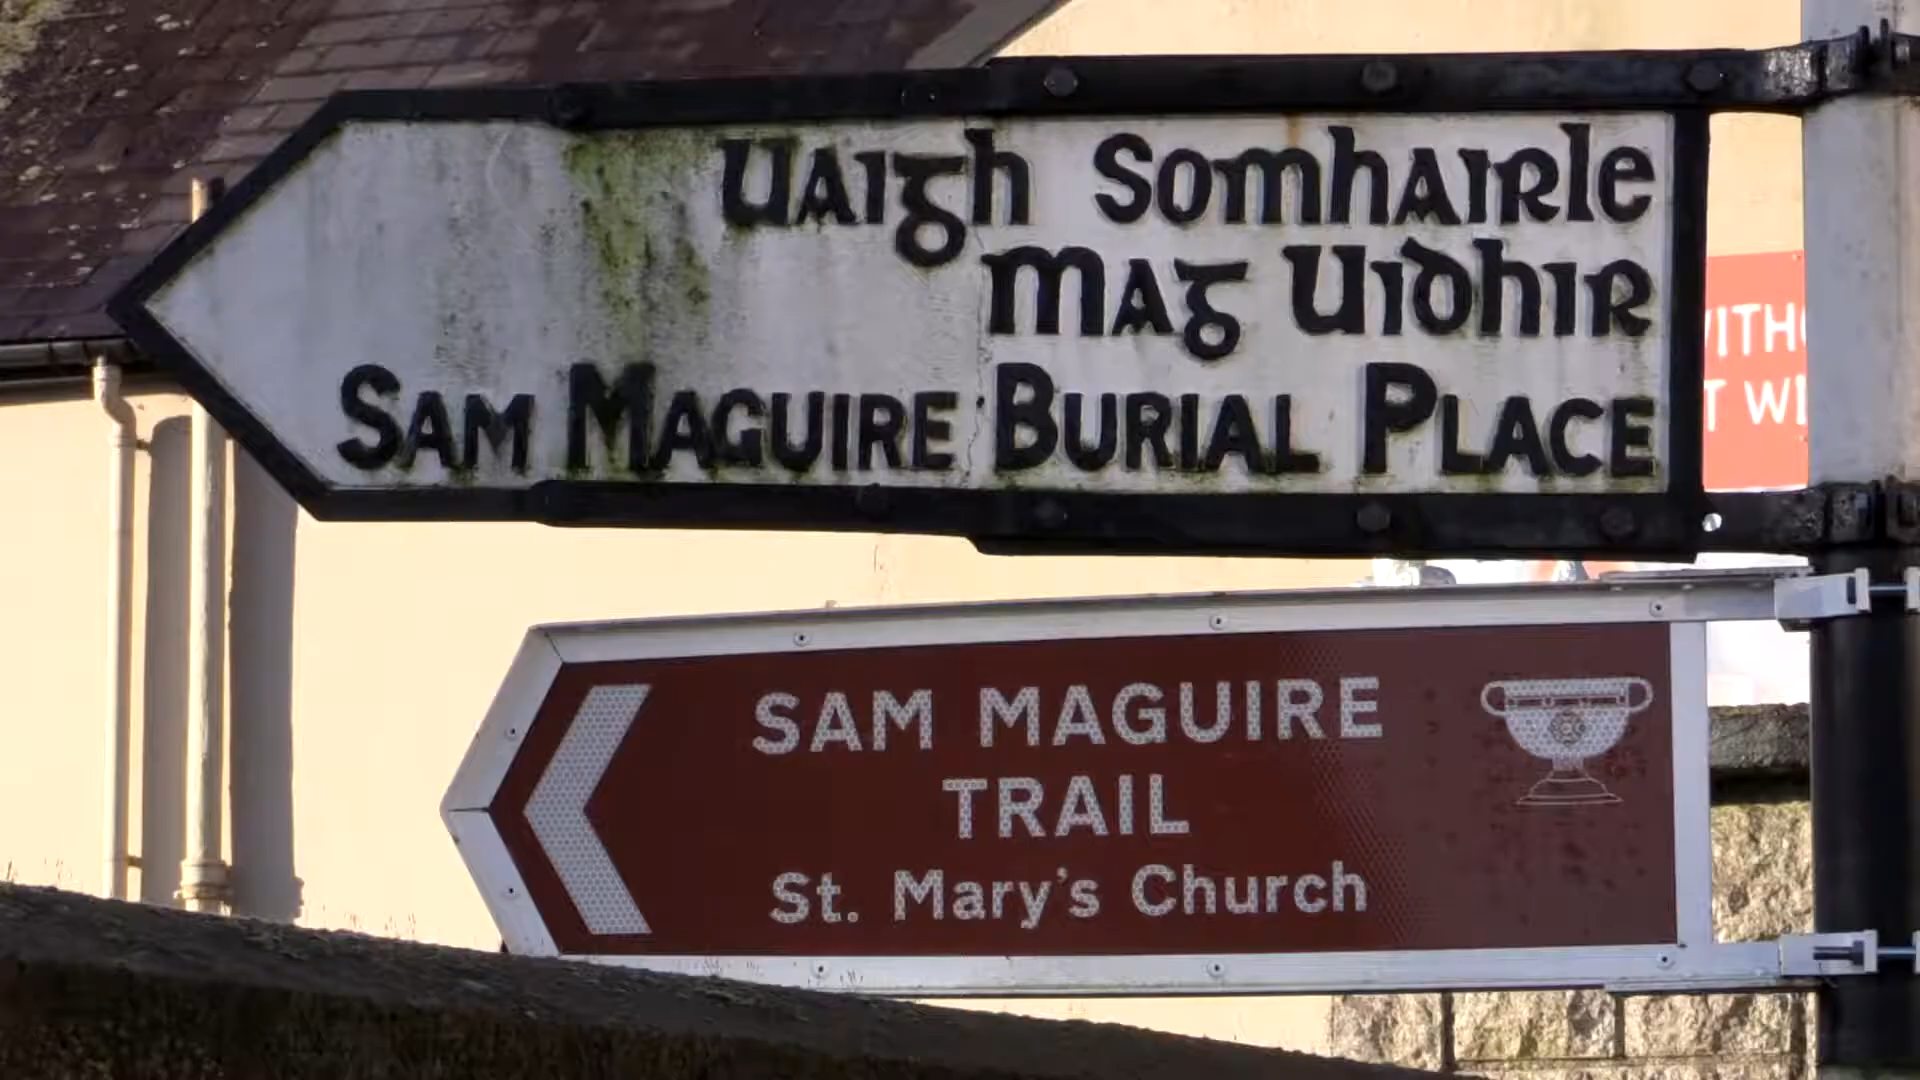 Uaigh Somhairle
Mag Uidhir
Sam Maguire Burial Place
SAM MAGUIRE
TRAIL
St. Mary's Church